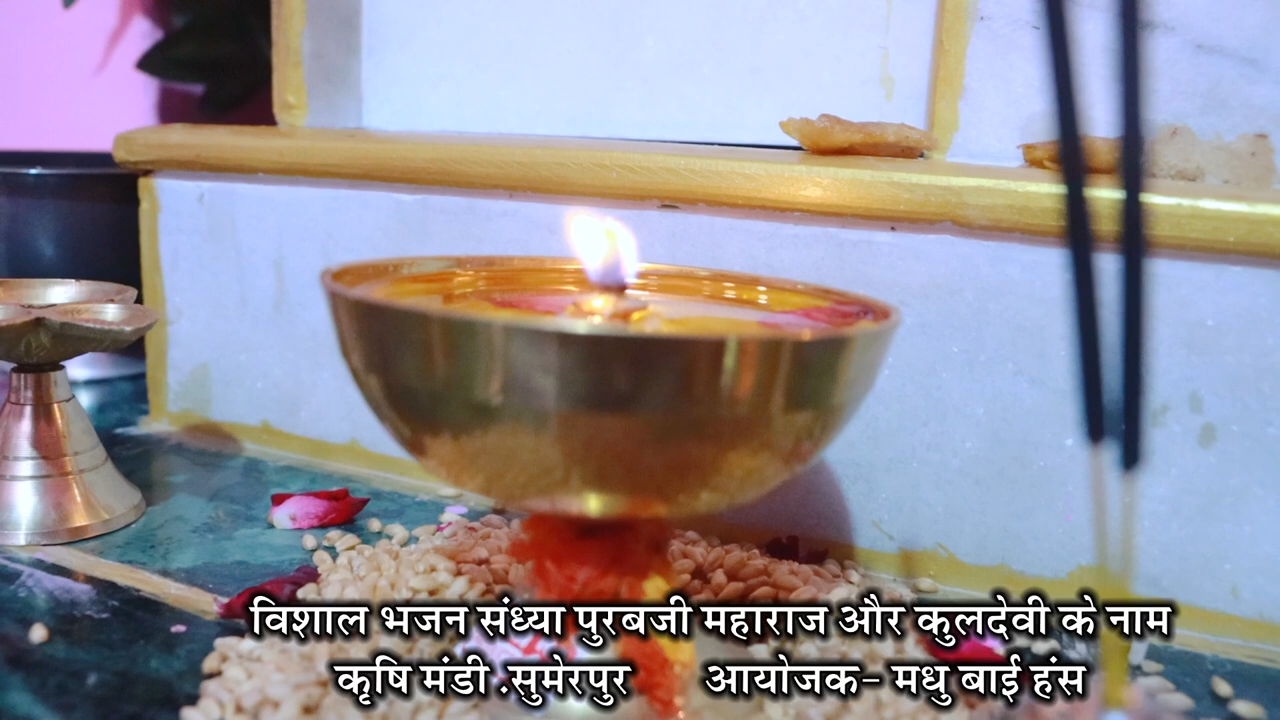 विशाल भजन संध्या पुरबजी महाराज और कुलदेवी के नाम
कृषि मंडी .सुमेरपुर आयोजक- मधु बाई हंस